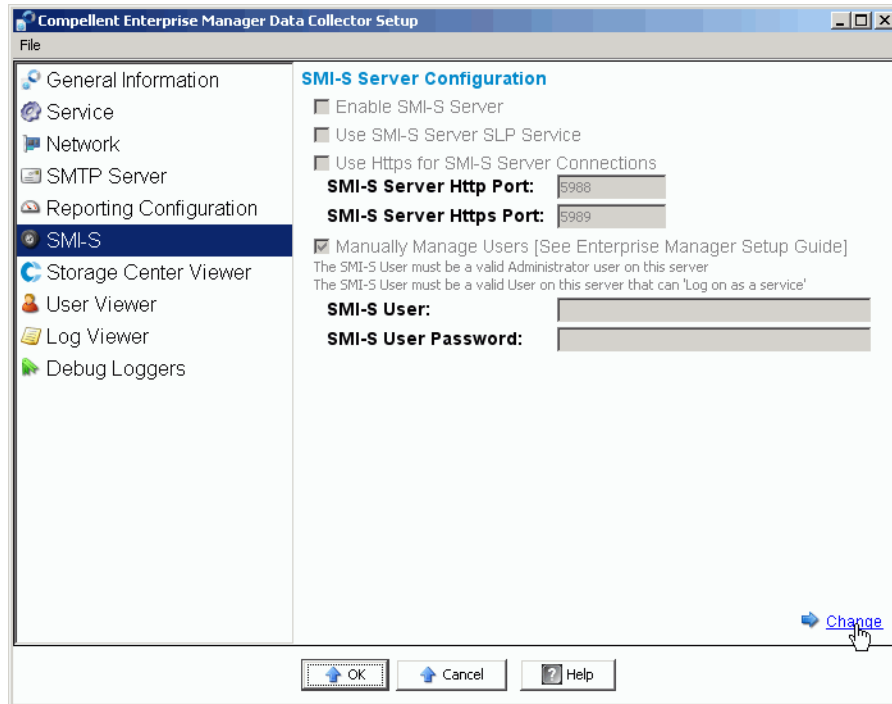 Compellent Enterprise Manager Data Collector Setup
File
General Information
Service
Network
SMTP Server
Reporting Configuration
SMI-S
Storage Center Viewer
User Viewer
Log Viewer
Debug Loggers
SMI-S Server Configuration
Enable SMI-S Server
Use SMI-S Server SLP Service
Use Https for SMI-S Server Connections
SMI-S Server Http Port: 5988
SMI-S Server Https Port: 5989
Manually Manage Users [See Enterprise Manager Setup Guide]
The SMI-S User must be a valid Administrator user on this server
The SMI-S User must be a valid User on this server that can 'Log on as a service'
SMI-S User:
SMI-S User Password:
Change
OK Cancel ? Help